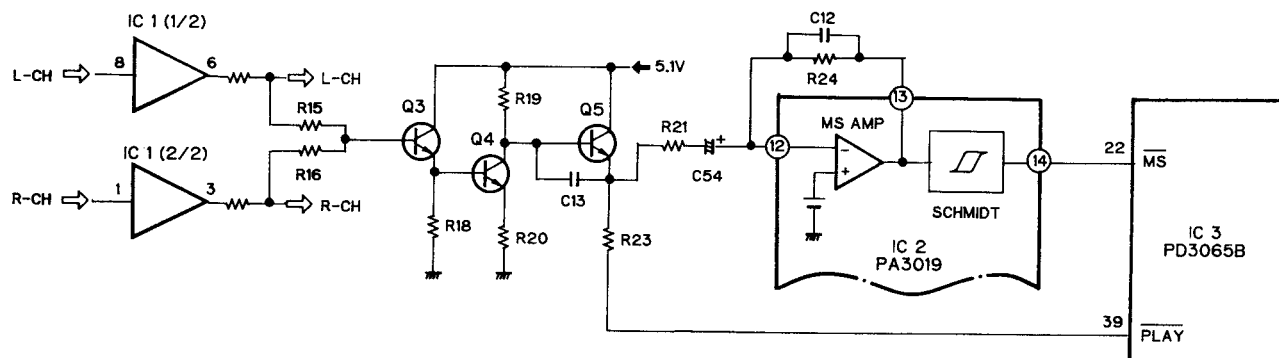 IC 1 (1/2)
L-CH
8
6
L-CH
R15
R16
IC 1 (2/2)
R-CH
1
3
R-CH
Q3
R18
Q4
R19
R20
Q5
C13
R23
5.1V
R21
C54
+
C12
R24
12
13
14
MS AMP
−
+
SCHMIDT
IC 2
PA3019
22
MS
IC 3
PD3065B
39
PLAY